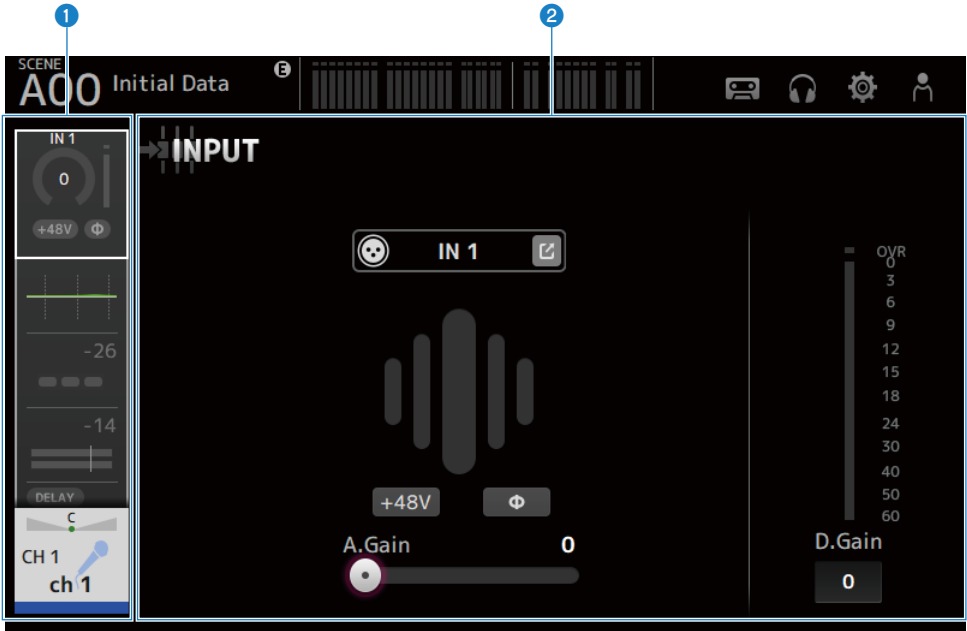 1
2
SCENE
A00 Initial Data
E
IN 1
0
+48V Φ
-26
-14
DELAY
C
CH 1
ch 1
INPUT
IN 1
+48V Φ
A.Gain 0
OVR
0
3
6
9
12
15
18
24
30
40
50
60
D.Gain
0